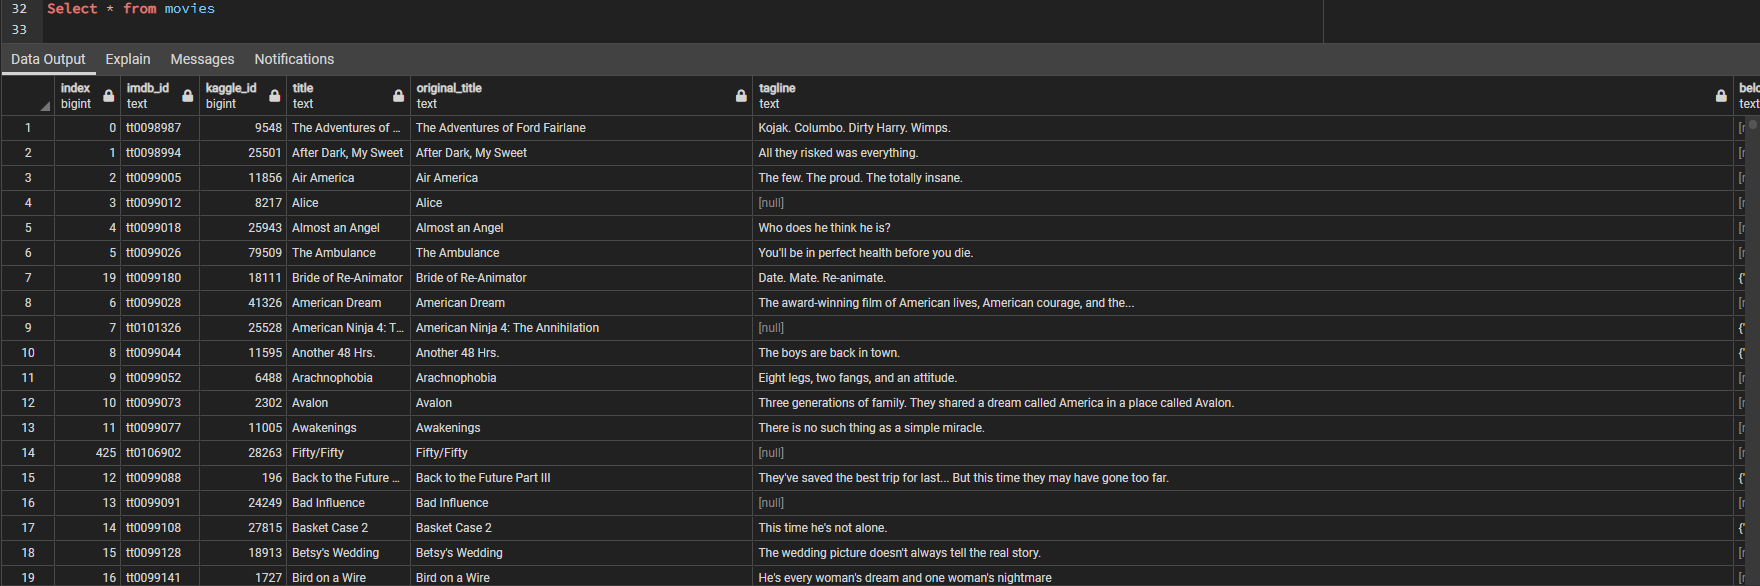 32 Select * from movies
33
Data Output Explain Messages Notifications
index imdb_id kaggle_id title original_title tagline
bigint text bigint text text text text
1 0 tt0098987 9548 The Adventures of ... The Adventures of Ford Fairlane Kojak. Columbo. Dirty Harry. Wimps.
2 1 tt0098994 25501 After Dark, My Sweet After Dark, My Sweet All they risked was everything.
3 2 tt0099005 11856 Air America Air America The few. The proud. The totally insane.
4 3 tt0099012 8217 Alice Alice [null]
5 4 tt0099018 25943 Almost an Angel Almost an Angel Who does he think he is?
6 5 tt0099026 79509 The Ambulance The Ambulance You'll be in perfect health before you die.
7 19 tt0099180 18111 Bride of Re-Animator Bride of Re-Animator Date. Mate. Re-animate.
8 6 tt0099028 41326 American Dream American Dream The award-winning film of American lives, American courage, and the...
9 7 tt0101326 25528 American Ninja 4: T... American Ninja 4: The Annihilation [null]
10 8 tt0099044 11595 Another 48 Hrs. Another 48 Hrs. The boys are back in town.
11 9 tt0099052 6488 Arachnophobia Arachnophobia Eight legs, two fangs, and an attitude.
12 10 tt0099073 2302 Avalon Avalon Three generations of family. They shared a dream called America in a place called Avalon.
13 11 tt0099077 11005 Awakenings Awakenings There is no such thing as a simple miracle.
14 425 tt0106902 28263 Fifty/Fifty Fifty/Fifty [null]
15 12 tt0099088 196 Back to the Future ... Back to the Future Part III They've saved the best trip for last... But this time they may have gone too far.
16 13 tt0099091 24249 Bad Influence Bad Influence [null]
17 14 tt0099108 27815 Basket Case 2 Basket Case 2 This time he's not alone.
18 15 tt0099128 18913 Betsy's Wedding Betsy's Wedding The wedding picture doesn't always tell the real story.
19 16 tt0099141 1727 Bird on a Wire Bird on a Wire He's every woman's dream and one woman's nightmare